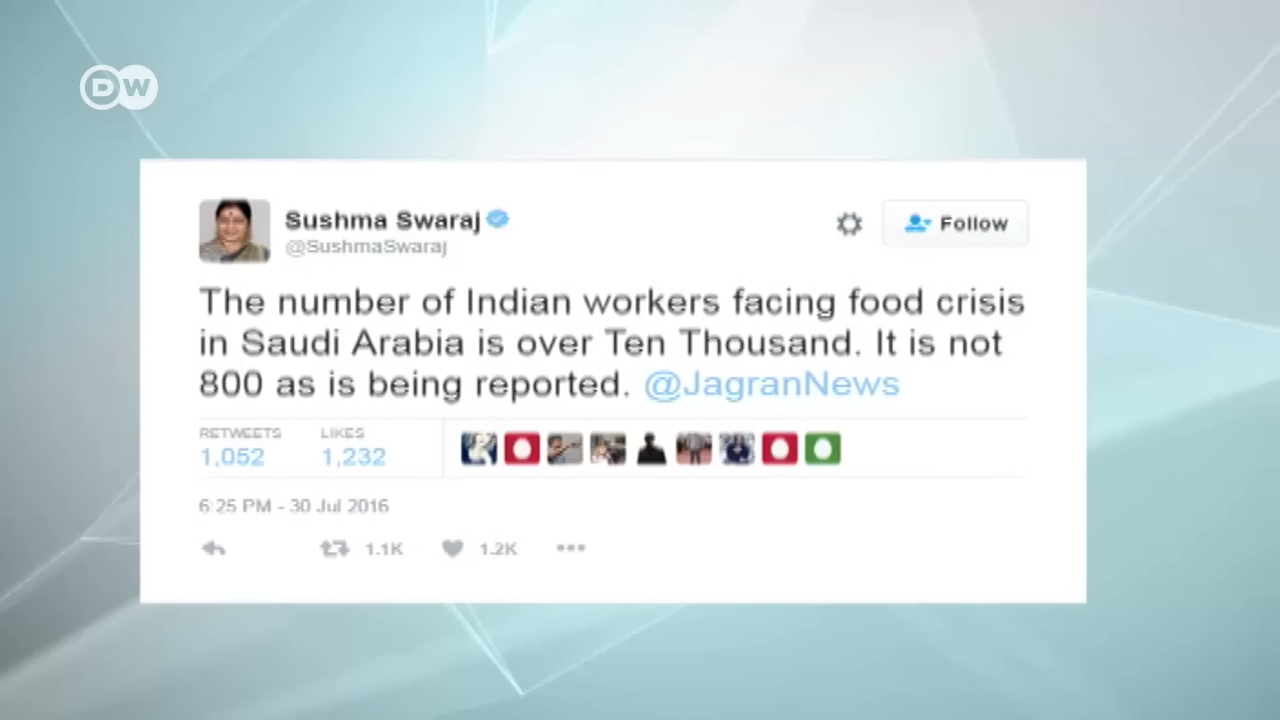 DW
Sushma Swaraj
@SushmaSwaraj
Follow
The number of Indian workers facing food crisis
in Saudi Arabia is over Ten Thousand. It is not
800 as is being reported. @JagranNews
RETWEETS LIKES
1,052 1,232
6:25 PM - 30 Jul 2016
1.1K 1.2K